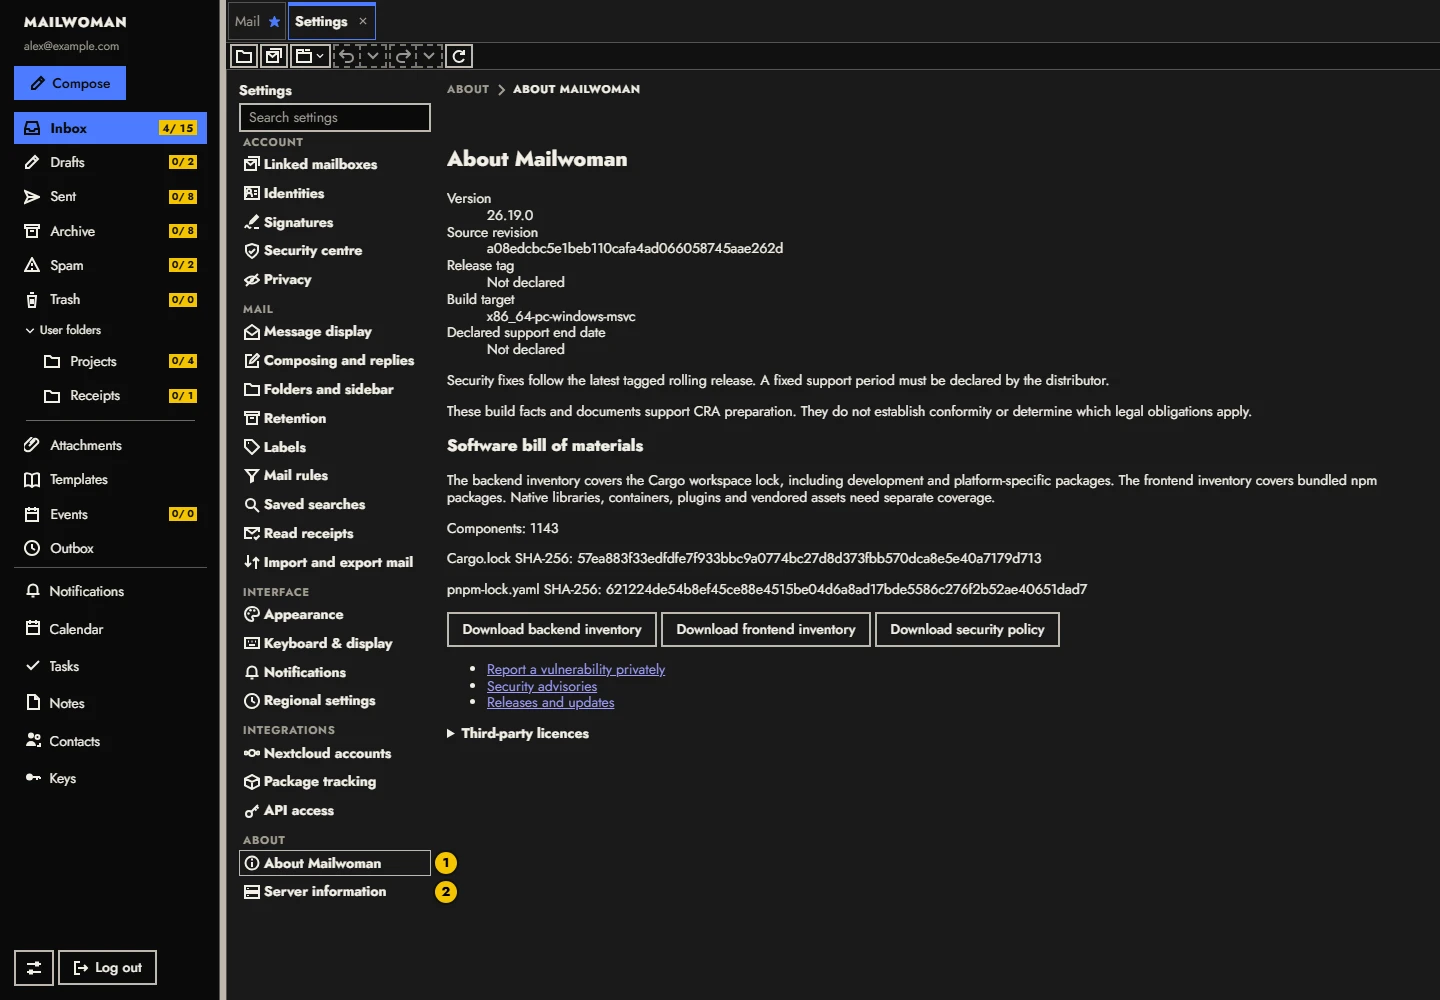 MAILWOMAN
alex@example.com
Compose
Inbox 4/ 15
Drafts 0/ 2
Sent 0/ 8
Archive 0/ 8
Spam 0/ 2
Trash 0/ 0
User folders
Projects 0/ 4
Receipts 0/ 1
Attachments
Templates
Events 0/ 0
Outbox
Notifications
Calendar
Tasks
Notes
Contacts
Keys
Log out
Mail
Settings ×
Settings
Search settings
ACCOUNT
Linked mailboxes
Identities
Signatures
Security centre
Privacy
MAIL
Message display
Composing and replies
Folders and sidebar
Retention
Labels
Mail rules
Saved searches
Read receipts
Import and export mail
INTERFACE
Appearance
Keyboard & display
Notifications
Regional settings
INTEGRATIONS
Nextcloud accounts
Package tracking
API access
ABOUT
About Mailwoman 1
Server information 2
ABOUT > ABOUT MAILWOMAN
About Mailwoman
Version
26.19.0
Source revision
a08edcbc5e1beb110cafa4ad066058745aae262d
Release tag
Not declared
Build target
x86_64-pc-windows-msvc
Declared support end date
Not declared
Security fixes follow the latest tagged rolling release. A fixed support period must be declared by the distributor.
These build facts and documents support CRA preparation. They do not establish conformity or determine which legal obligations apply.
Software bill of materials
The backend inventory covers the Cargo workspace lock, including development and platform-specific packages. The frontend inventory covers bundled npm
packages. Native libraries, containers, plugins and vendored assets need separate coverage.
Components: 1143
Cargo.lock SHA-256: 57ea883f33edfdfe7f933bbc9a0774bc27d8d373fbb570dca8e5e40a7179d713
pnpm-lock.yaml SHA-256: 621224de54b8ef45ce88e4515be04d6a8ad17bde5586c276f2b52ae40651dad7
Download backend inventory Download frontend inventory Download security policy
Report a vulnerability privately
Security advisories
Releases and updates
Third-party licences